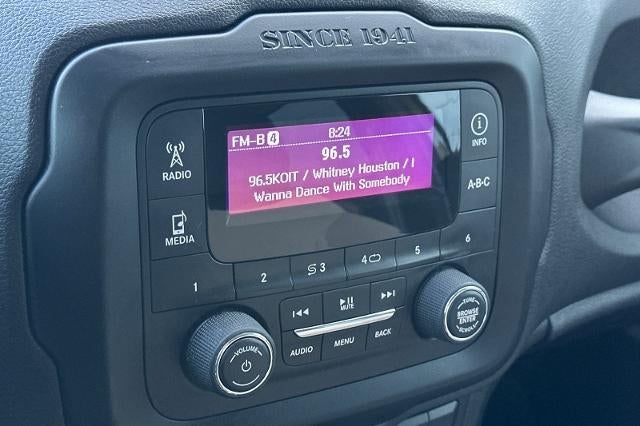 SINCE 1941
FM-B 4 8:24
96.5
96.5KOIT / Whitney Houston / I
Wanna Dance With Somebody
RADIO
MEDIA
INFO
A-B-C
1 2 3 4 5 6
MUTE
AUDIO MENU BACK
VOLUME
TUNE
BROWSE
ENTER
SCROLL